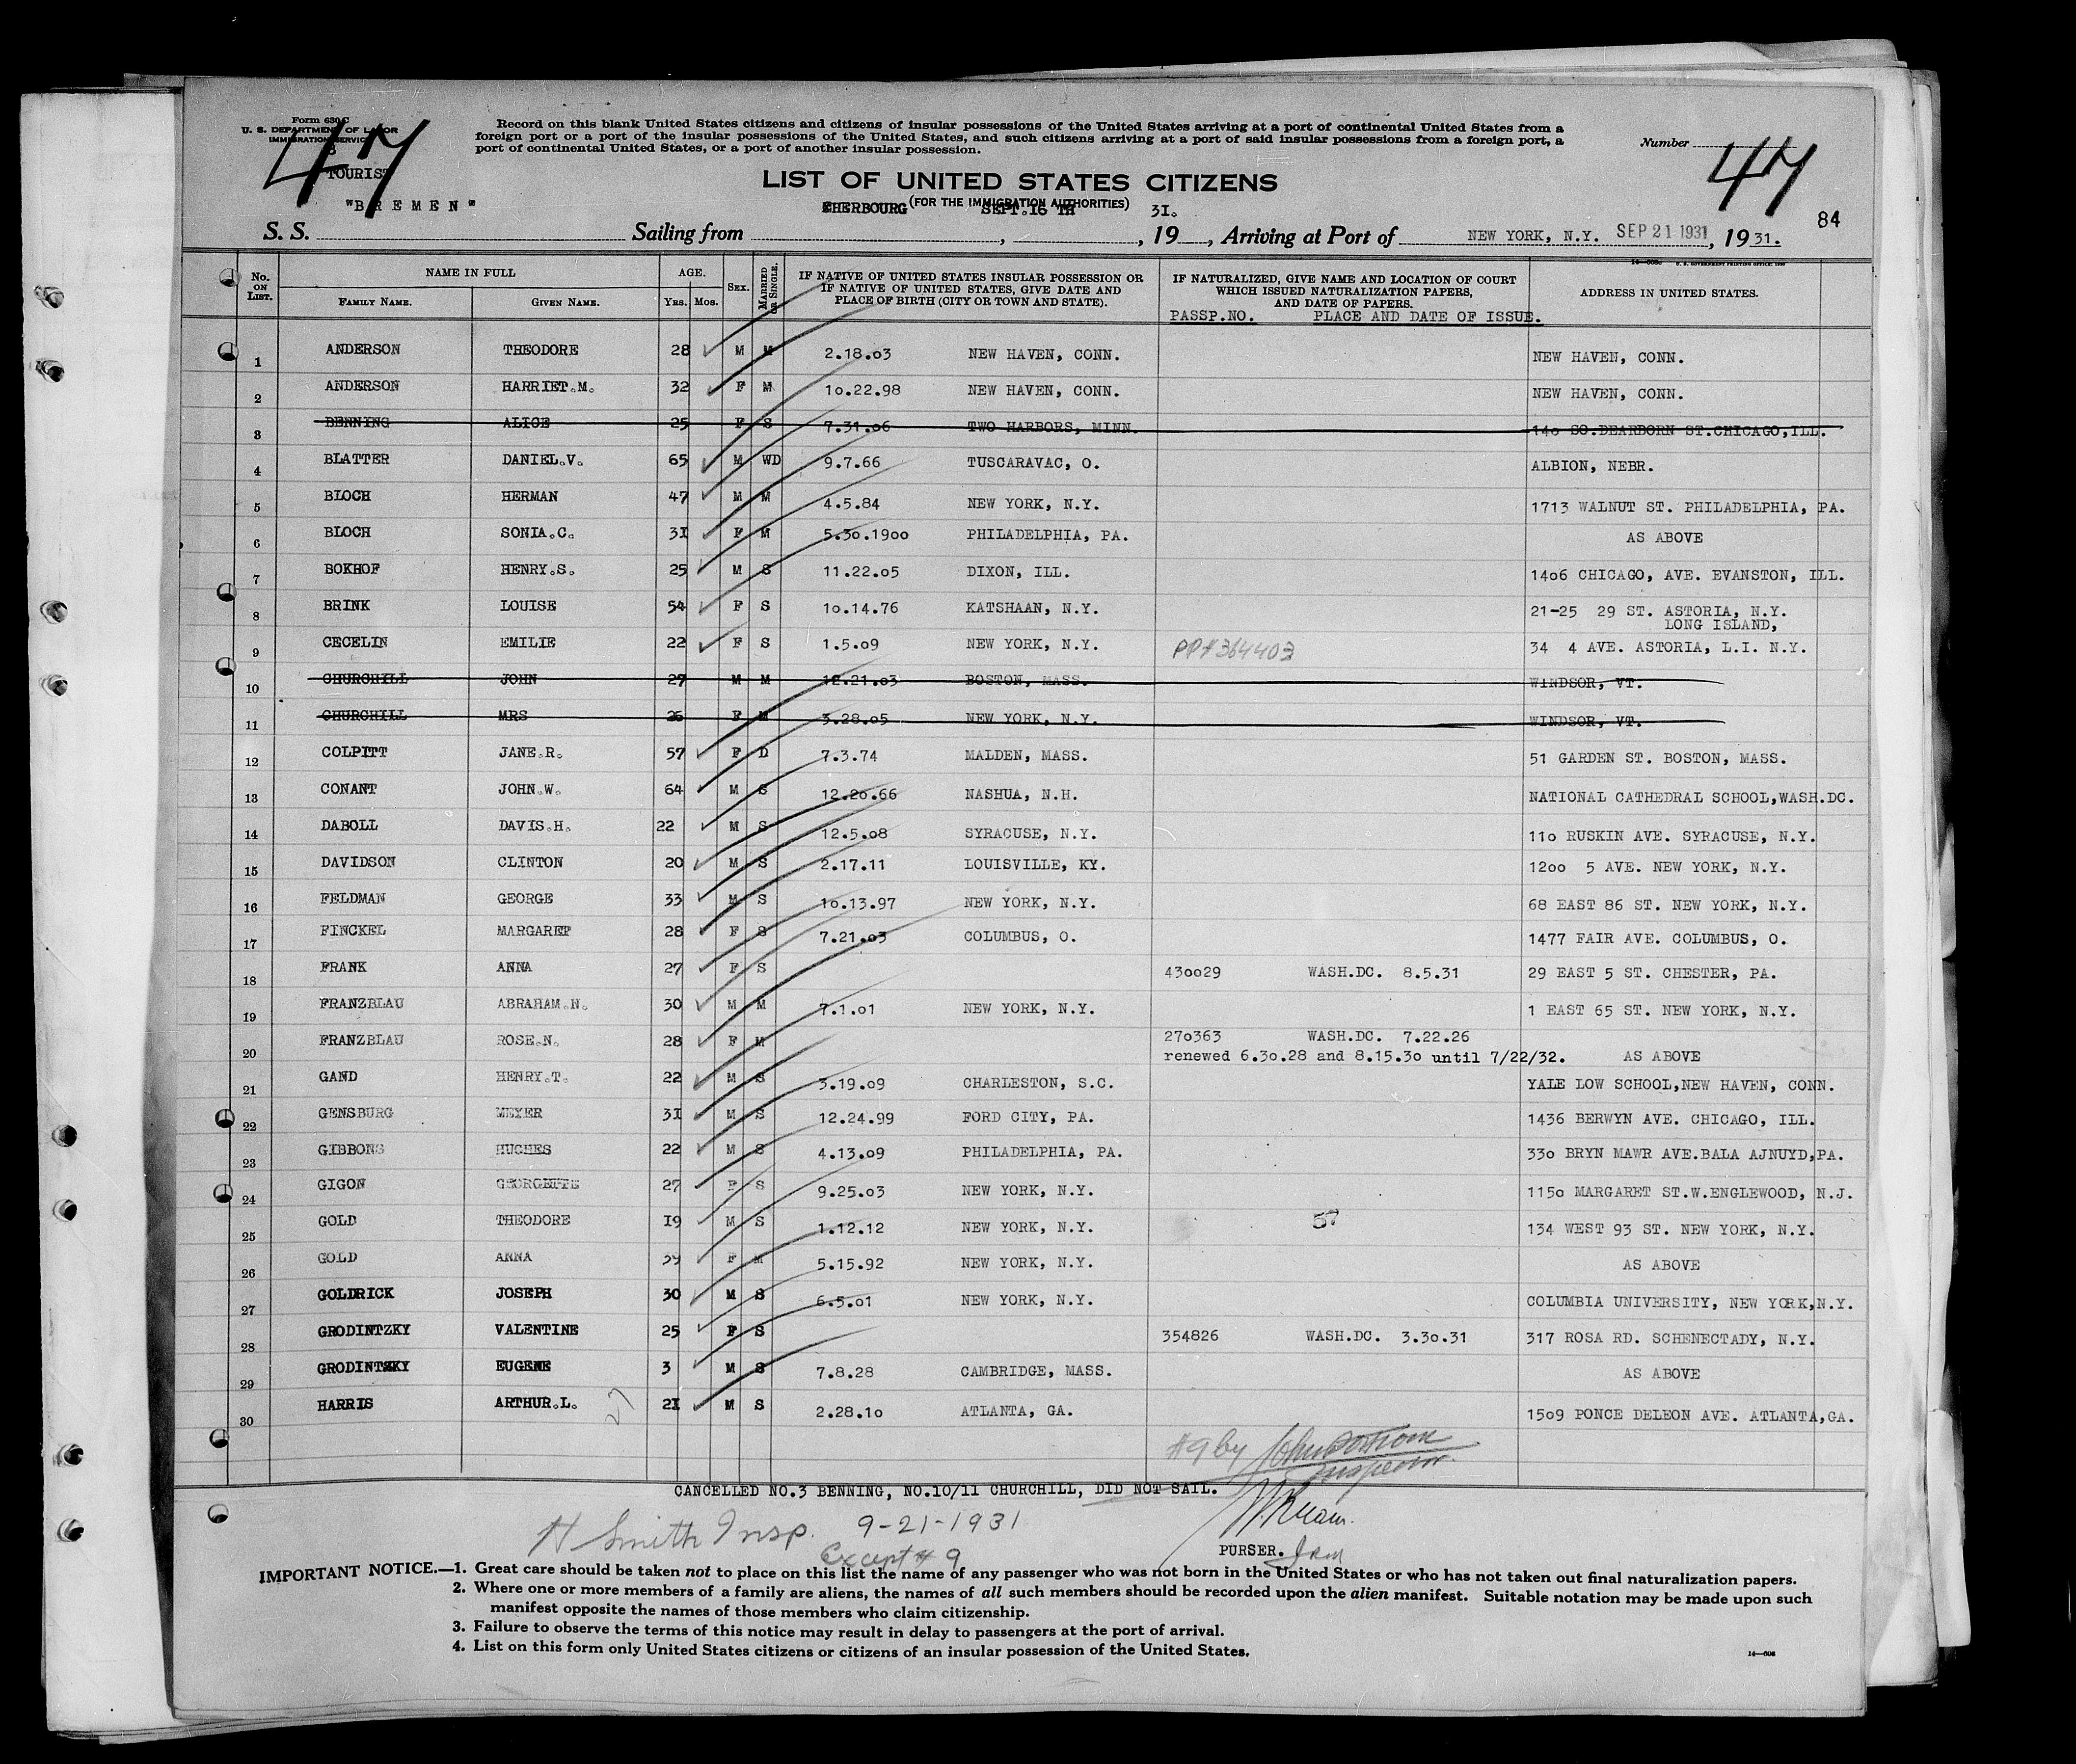 Form 630 C
U. S. DEPARTMENT OF LABOR
IMMIGRATION SERVICE
47
TOURIST
Record on this blank United States citizens and citizens of insular possessions of the United States arriving at a port of continental United States from a
foreign port or a port of the insular possessions of the United States, and such citizens arriving at a port of said insular possessions from a foreign port, a
port of continental United States, or a port of another insular possession.
Number 47
84
LIST OF UNITED STATES CITIZENS
(FOR THE IMMIGRATION AUTHORITIES)
S. S. "BREMEN" Sailing from CHERBOURG, SEPT.16 TH, 19 31., Arriving at Port of NEW YORK, N.Y. SEP 21 1931, 19 31.
No. ON LIST. NAME IN FULL FAMILY NAME. GIVEN NAME. AGE. Yrs. Mos. SEX. MARRIED OR SINGLE. IF NATIVE OF UNITED STATES INSULAR POSSESSION OR IF NATIVE OF UNITED STATES, GIVE DATE AND PLACE OF BIRTH (CITY OR TOWN AND STATE). IF NATURALIZED, GIVE NAME AND LOCATION OF COURT WHICH ISSUED NATURALIZATION PAPERS, AND DATE OF PAPERS. ADDRESS IN UNITED STATES.
PASSP.NO. PLACE AND DATE OF ISSUE.
1 ANDERSON THEODORE 28 M M 2.18.03 NEW HAVEN, CONN. NEW HAVEN, CONN.
2 ANDERSON HARRIET.M. 32 F M 10.22.98 NEW HAVEN, CONN. NEW HAVEN, CONN.
3 BENNING ALICE 25 F S 7.31.06 TWO HARBORS, MINN. 140 SO.DEARBORN ST.CHICAGO,ILL.
4 BLATTER DANIEL.V. 65 M WD 9.7.66 TUSCARAVAC, O. ALBION, NEBR.
5 BLOCH HERMAN 47 M M 4.5.84 NEW YORK, N.Y. 1713 WALNUT ST. PHILADELPHIA, PA.
6 BLOCH SONIA.C. 31 F M 5.30.1900 PHILADELPHIA, PA. AS ABOVE
7 BOKHOF HENRY.S. 25 M S 11.22.05 DIXON, ILL. 1406 CHICAGO, AVE. EVANSTON, ILL.
8 BRINK LOUISE 54 F S 10.14.76 KATSHAAN, N.Y. 21-25 29 ST. ASTORIA, N.Y.
LONG ISLAND,
9 CECELIN EMILIE 22 F S 1.5.09 NEW YORK, N.Y. PP#364403 34 4 AVE. ASTORIA, L.I. N.Y.
10 CHURCHILL JOHN 27 M M 12.21.03 BOSTON, MASS. WINDSOR, VT.
11 CHURCHILL MRS 26 F M 3.28.05 NEW YORK, N.Y. WINDSOR, VT.
12 COLPITT JANE.R. 57 F D 7.3.74 MALDEN, MASS. 51 GARDEN ST. BOSTON, MASS.
13 CONANT JOHN.W. 64 M S 12.20.66 NASHUA, N.H. NATIONAL CATHEDRAL SCHOOL,WASH.DC.
14 DABOLL DAVIS.H. 22 M S 12.5.08 SYRACUSE, N.Y. 110 RUSKIN AVE. SYRACUSE, N.Y.
15 DAVIDSON CLINTON 20 M S 2.17.11 LOUISVILLE, KY. 1200 5 AVE. NEW YORK, N.Y.
16 FELDMAN GEORGE 33 M S 10.13.97 NEW YORK, N.Y. 68 EAST 86 ST. NEW YORK, N.Y.
17 FINCKEL MARGARET 28 F S 7.21.03 COLUMBUS, O. 1477 FAIR AVE. COLUMBUS, O.
18 FRANK ANNA 27 F S 430029 WASH.DC. 8.5.31 29 EAST 5 ST. CHESTER, PA.
19 FRANZBLAU ABRAHAM.N. 30 M M 7.1.01 NEW YORK, N.Y. 1 EAST 65 ST. NEW YORK, N.Y.
20 FRANZBLAU ROSE.N. 28 F M 270363 WASH.DC. 7.22.26
renewed 6.30.28 and 8.15.30 until 7/22/32. AS ABOVE
21 GAND HENRY.T. 22 M S 3.19.09 CHARLESTON, S.C. YALE LOW SCHOOL,NEW HAVEN, CONN.
22 GENSBURG MEYER 31 M S 12.24.99 FORD CITY, PA. 1436 BERWYN AVE. CHICAGO, ILL.
23 GIBBONS HUGHES 22 M S 4.13.09 PHILADELPHIA, PA. 330 BRYN MAWR AVE.BALA AJNUYD,PA.
24 GIGON GEORGETTE 27 F S 9.25.03 NEW YORK, N.Y. 1150 MARGARET ST.W.ENGLEWOOD, N.J.
25 GOLD THEODORE 19 M S 1.12.12 NEW YORK, N.Y. 57 134 WEST 93 ST. NEW YORK, N.Y.
26 GOLD ANNA 39 F M 5.15.92 NEW YORK, N.Y. AS ABOVE
27 GOLDRICK JOSEPH 30 M S 6.5.01 NEW YORK, N.Y. COLUMBIA UNIVERSITY, NEW YORK,N.Y.
28 GRODINTZKY VALENTINE 25 F S 354826 WASH.DC. 3.30.31 317 ROSA RD. SCHENECTADY, N.Y.
29 GRODINTZKY EUGENE 3 M S 7.8.28 CAMBRIDGE, MASS. AS ABOVE
30 HARRIS ARTHUR.L. 21 M S 2.28.10 ATLANTA, GA. 1509 PONCE DELEON AVE. ATLANTA,GA.
27
#9 by John
Inspector.
CANCELLED NO.3 BENNING, NO.10/11 CHURCHILL, DID NOT SAIL.
H Smith Insp. 9-21-1931
Except # 9
PURSER.
IMPORTANT NOTICE.—1. Great care should be taken not to place on this list the name of any passenger who was not born in the United States or who has not taken out final naturalization papers.
2. Where one or more members of a family are aliens, the names of all such members should be recorded upon the alien manifest. Suitable notation may be made upon such
manifest opposite the names of those members who claim citizenship.
3. Failure to observe the terms of this notice may result in delay to passengers at the port of arrival.
4. List on this form only United States citizens or citizens of an insular possession of the United States.